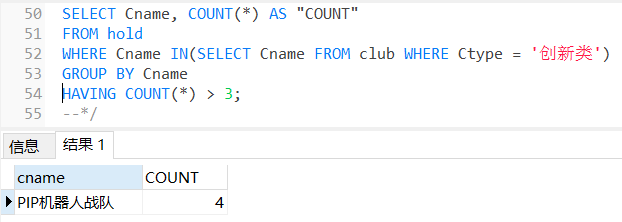 50 SELECT Cname, COUNT(*) AS "COUNT"
51 FROM hold
52 WHERE Cname IN(SELECT Cname FROM club WHERE Ctype = '创新类')
53 GROUP BY Cname
54 HAVING COUNT(*) > 3;
55 --*/
信息 结果 1
cname COUNT
PIP机器人战队 4